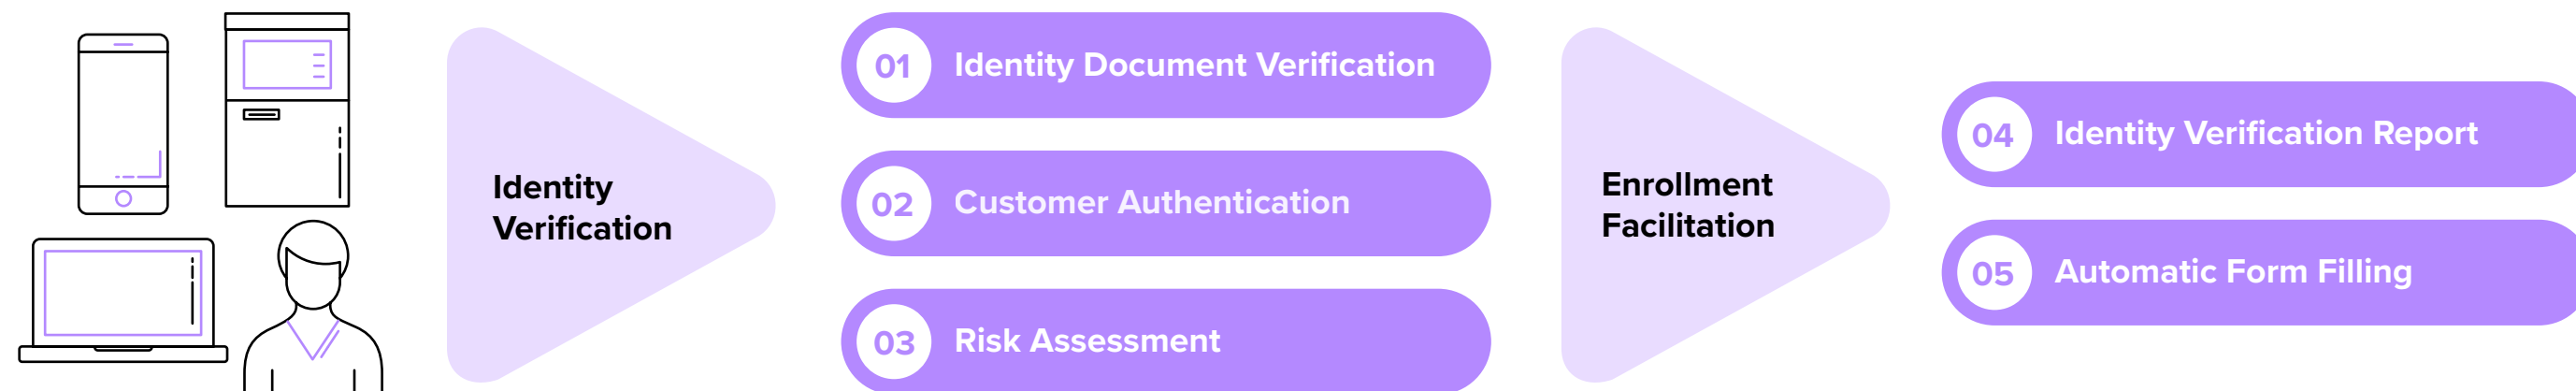 Identity
Verification
01 Identity Document Verification
02 Customer Authentication
03 Risk Assessment
Enrollment
Facilitation
04 Identity Verification Report
05 Automatic Form Filling